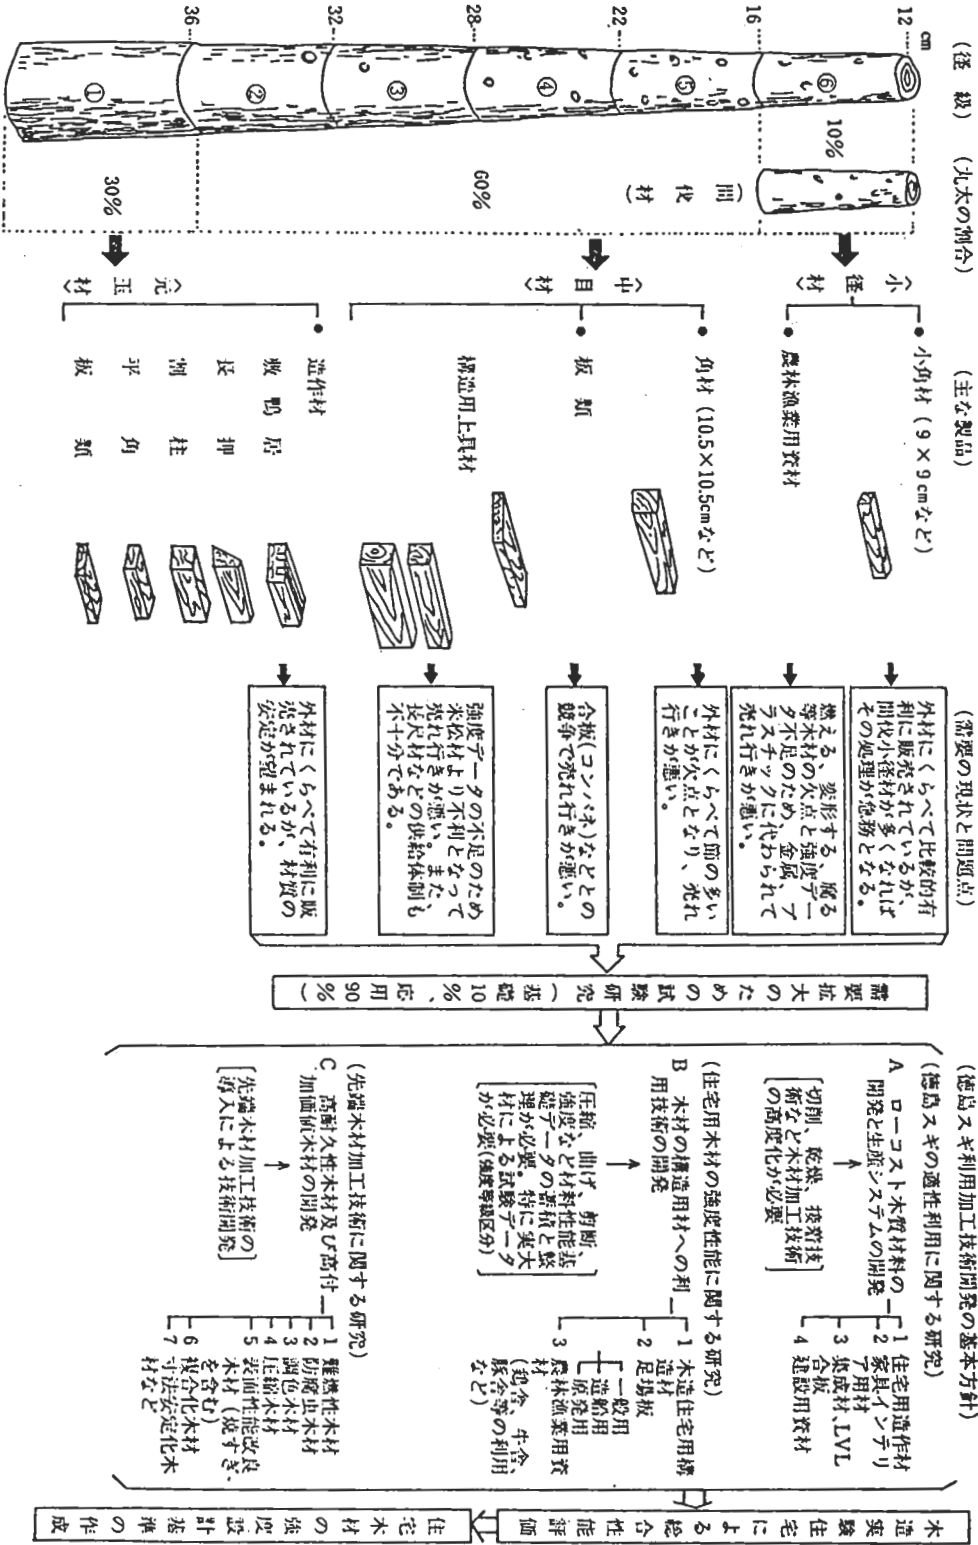 (径級)
cm
12
16
22
28
32
36
①
②
③
④
⑤
⑥
(丸太の割合)
10%
60%
30%
(間伐材)
〈小径材〉
〈中目材〉
〈元玉材〉
(主な製品)
・小角材(9×9cmなど)
・農林漁業用資材
・角材(10.5×10.5cmなど)
・板類
構造用上具材
・造作材
敷鴨居
長押
割柱
平角
板類
(需要の現状と問題点)
外材にくらべて比較的有
利に販売されているが、
間伐小径材が多くなれば
その処理が急務となる。
燃える、変形する、腐る
等木材の欠点と強度デー
タ不足のため、金属、プ
ラスチックに代わられて
売れ行きが悪い。
外材にくらべて節の多い
ことが欠点となり、売れ
行きが悪い。
合板(コンパネ)などとの
競争で売れ行きが悪い。
強度データの不足のため
米松材より不利となって
売れ行きが悪い。また、
長尺材などの供給体制も
不十分である。
外材にくらべて有利に販
売されているが、材質の
安定が望まれる。
需要拡大のための試験研究(基礎10%、応用90%)
(徳島スギ利用加工技術開発の基本方針)
(徳島スギの適性利用に関する研究)
A ローコスト木質材料の
開発と生産システムの開発
切削、乾燥、接着技
術など木材加工技術
の高度化が必要
1 住宅用造作材
2 家具インテリ
ア用材
3 集成材、LVL
合板
4 建設用資材
(住宅用木材の強度性能に関する研究)
B 木材の構造用材への利
用技術の開発
圧縮、曲げ、剪断、
強度など材料性能基
礎データの蓄積と整
理が必要。特に実大
材による試験データ
が必要(強度等級区分)
1 木造住宅用構
造材
2 足場板
一般用
造船用
原発用
3 農林漁業用資
材
(鶏舎、牛舎、
豚舎等の利用
など)
(先端木材加工技術に関する研究)
C 高耐久性木材及び高付
加価値木材の開発
先端木材加工技術の
導入による技術開発
1 難燃性木材
2 防腐虫木材
3 調色木材
4 圧縮木材
5 表面性能改良
木材(焼すぎ、
を含む)
6 複合化木材
7 寸法安定化木
材など
木造実験住宅による総合性能評価
住宅木材の強度設計基準の作成